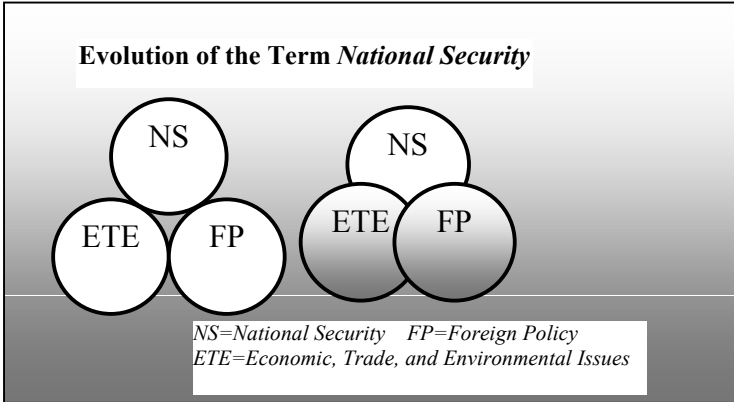 Evolution of the Term National Security
NS
ETE
FP
NS
ETE
FP
NS=National Security FP=Foreign Policy
ETE=Economic, Trade, and Environmental Issues